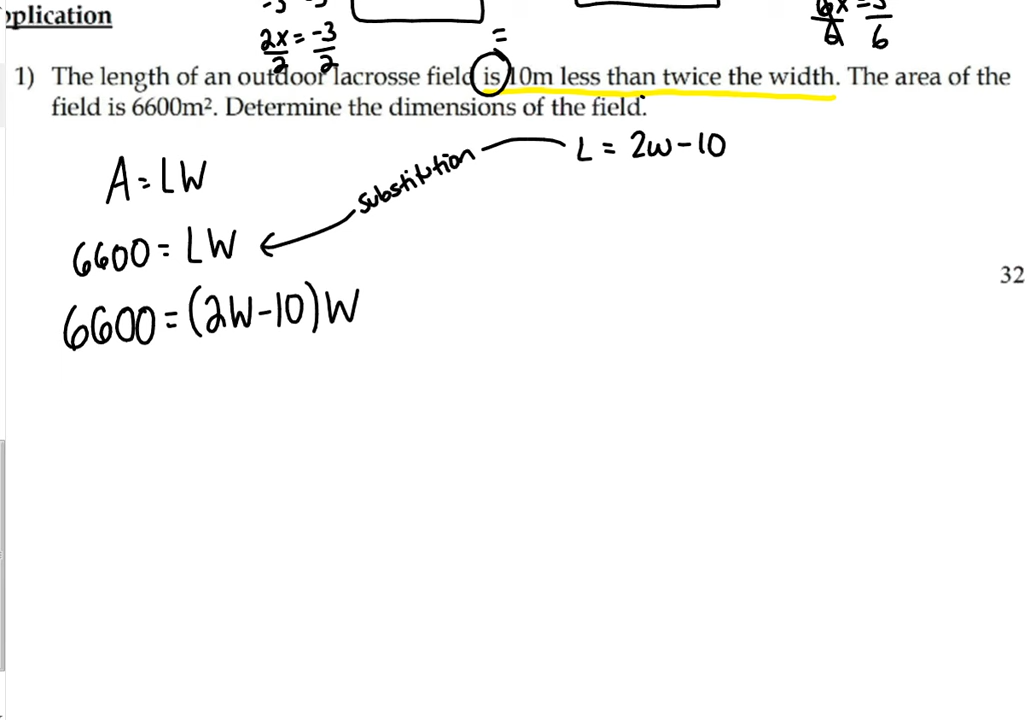 plication
2x = -3
2 2
=
6x = 5
6 6
1) The length of an outdoor lacrosse field is 10m less than twice the width. The area of the
field is 6600m². Determine the dimensions of the field.
L = 2w-10
substitution
A = LW
6600 = LW
32
6600 = (2W-10)W